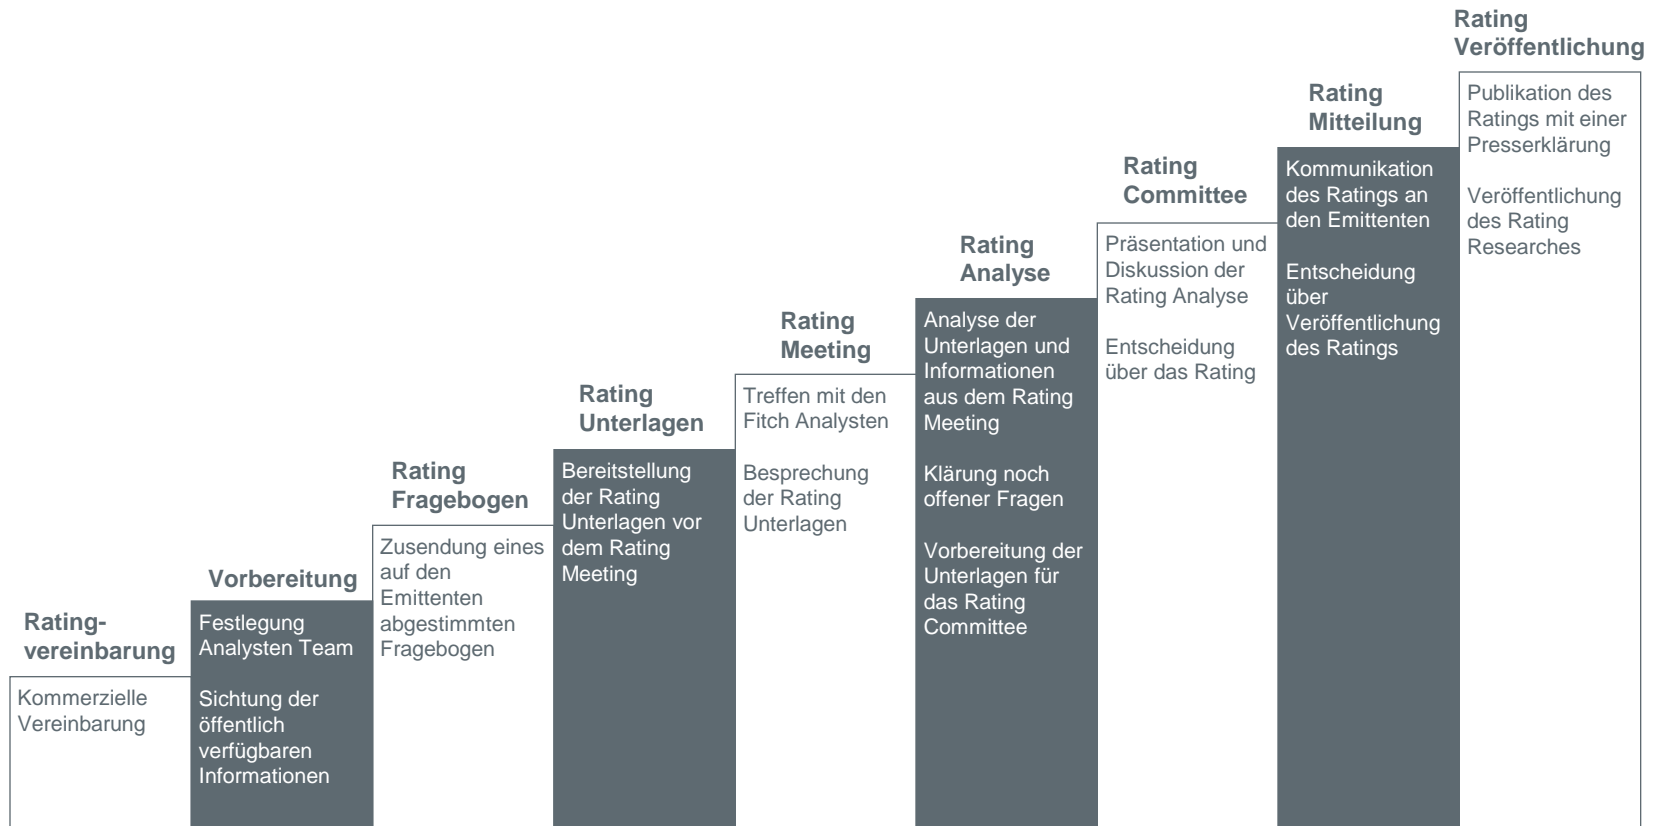 Rating-
vereinbarung
Kommerzielle
Vereinbarung
Vorbereitung
Festlegung
Analysten Team
Sichtung der
öffentlich
verfügbaren
Informationen
Rating
Fragebogen
Zusendung eines
auf den
Emittenten
abgestimmten
Fragebogen
Rating
Unterlagen
Bereitstellung
der Rating
Unterlagen vor
dem Rating
Meeting
Rating
Meeting
Treffen mit den
Fitch Analysten
Besprechung
der Rating
Unterlagen
Rating
Analyse
Analyse der
Unterlagen und
Informationen
aus dem Rating
Meeting
Klärung noch
offener Fragen
Vorbereitung der
Unterlagen für
das Rating
Committee
Rating
Committee
Präsentation und
Diskussion der
Rating Analyse
Entscheidung
über das Rating
Rating
Mitteilung
Kommunikation
des Ratings an
den Emittenten
Entscheidung
über
Veröffentlichung
des Ratings
Rating
Veröffentlichung
Publikation des
Ratings mit einer
Presserklärung
Veröffentlichung
des Rating
Researches